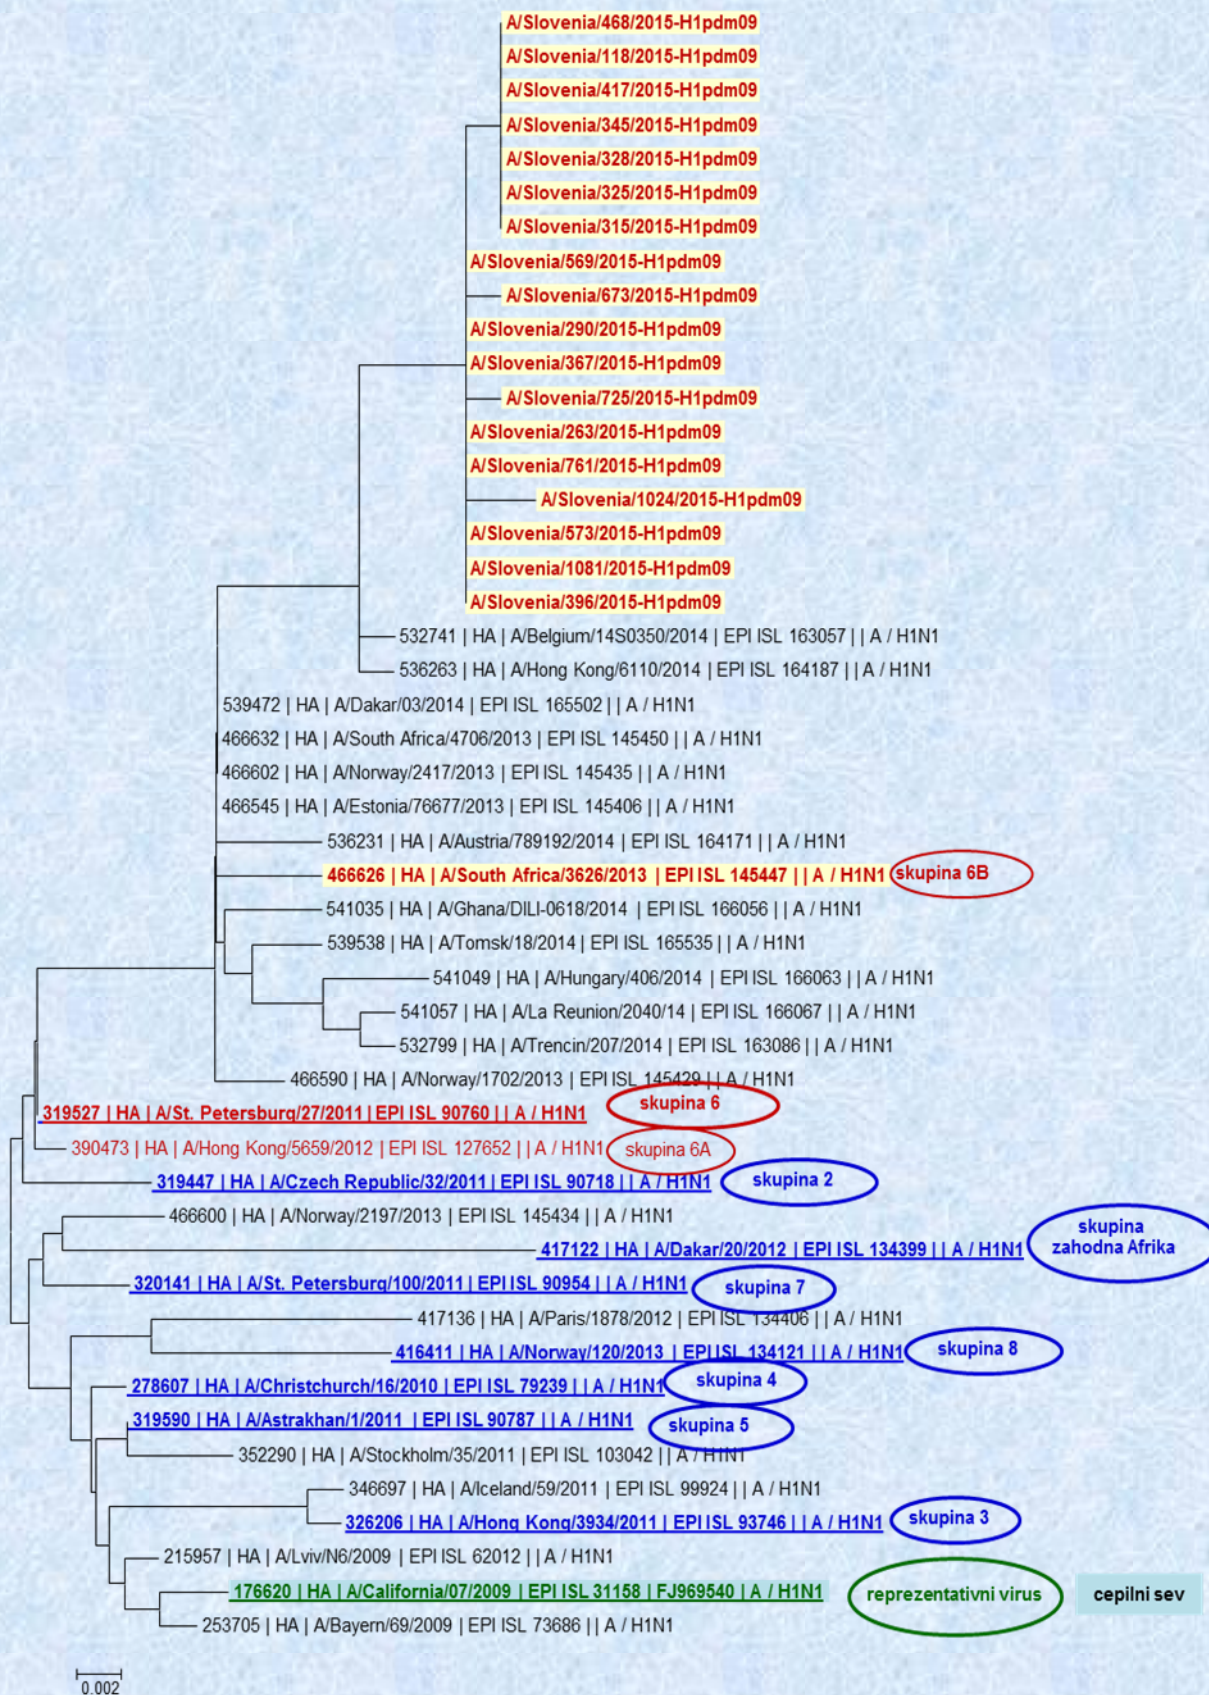 A/Slovenia/468/2015-H1pdm09
A/Slovenia/118/2015-H1pdm09
A/Slovenia/417/2015-H1pdm09
A/Slovenia/345/2015-H1pdm09
A/Slovenia/328/2015-H1pdm09
A/Slovenia/325/2015-H1pdm09
A/Slovenia/315/2015-H1pdm09
A/Slovenia/569/2015-H1pdm09
A/Slovenia/673/2015-H1pdm09
A/Slovenia/290/2015-H1pdm09
A/Slovenia/367/2015-H1pdm09
A/Slovenia/725/2015-H1pdm09
A/Slovenia/263/2015-H1pdm09
A/Slovenia/761/2015-H1pdm09
A/Slovenia/1024/2015-H1pdm09
A/Slovenia/573/2015-H1pdm09
A/Slovenia/1081/2015-H1pdm09
A/Slovenia/396/2015-H1pdm09
532741 | HA | A/Belgium/14S0350/2014 | EPI ISL 163057 | | A / H1N1
536263 | HA | A/Hong Kong/6110/2014 | EPI ISL 164187 | | A / H1N1
539472 | HA | A/Dakar/03/2014 | EPI ISL 165502 | | A / H1N1
466632 | HA | A/South Africa/4706/2013 | EPI ISL 145450 | | A / H1N1
466602 | HA | A/Norway/2417/2013 | EPI ISL 145435 | | A / H1N1
466545 | HA | A/Estonia/76677/2013 | EPI ISL 145406 | | A / H1N1
536231 | HA | A/Austria/789192/2014 | EPI ISL 164171 | | A / H1N1
466626 | HA | A/South Africa/3626/2013 | EPI ISL 145447 | | A / H1N1 skupina 6B
541035 | HA | A/Ghana/DILI-0618/2014 | EPI ISL 166056 | | A / H1N1
539538 | HA | A/Tomsk/18/2014 | EPI ISL 165535 | | A / H1N1
541049 | HA | A/Hungary/406/2014 | EPI ISL 166063 | | A / H1N1
541057 | HA | A/La Reunion/2040/14 | EPI ISL 166067 | | A / H1N1
532799 | HA | A/Trencin/207/2014 | EPI ISL 163086 | | A / H1N1
466590 | HA | A/Norway/1702/2013 | EPI ISL 145429 | | A / H1N1
319527 | HA | A/St. Petersburg/27/2011 | EPI ISL 90760 | | A / H1N1 skupina 6
390473 | HA | A/Hong Kong/5659/2012 | EPI ISL 127652 | | A / H1N1 skupina 6A
319447 | HA | A/Czech Republic/32/2011 | EPI ISL 90718 | | A / H1N1 skupina 2
466600 | HA | A/Norway/2197/2013 | EPI ISL 145434 | | A / H1N1
skupina
417122 | HA | A/Dakar/20/2012 | EPI ISL 134399 | | A / H1N1 zahodna Afrika
320141 | HA | A/St. Petersburg/100/2011 | EPI ISL 90954 | | A / H1N1 skupina 7
417136 | HA | A/Paris/1878/2012 | EPI ISL 134406 | | A / H1N1
416411 | HA | A/Norway/120/2013 | EPI ISL 134121 | | A / H1N1 skupina 8
278607 | HA | A/Christchurch/16/2010 | EPI ISL 79239 | | A / H1N1 skupina 4
319590 | HA | A/Astrakhan/1/2011 | EPI ISL 90787 | | A / H1N1 skupina 5
352290 | HA | A/Stockholm/35/2011 | EPI ISL 103042 | | A / H1N1
346697 | HA | A/Iceland/59/2011 | EPI ISL 99924 | | A / H1N1
326206 | HA | A/Hong Kong/3934/2011 | EPI ISL 93746 | | A / H1N1 skupina 3
215957 | HA | A/Lviv/N6/2009 | EPI ISL 62012 | | A / H1N1
176620 | HA | A/California/07/2009 | EPI ISL 31158 | FJ969540 | A / H1N1 reprezentativni virus cepilni sev
253705 | HA | A/Bayern/69/2009 | EPI ISL 73686 | | A / H1N1
0.002